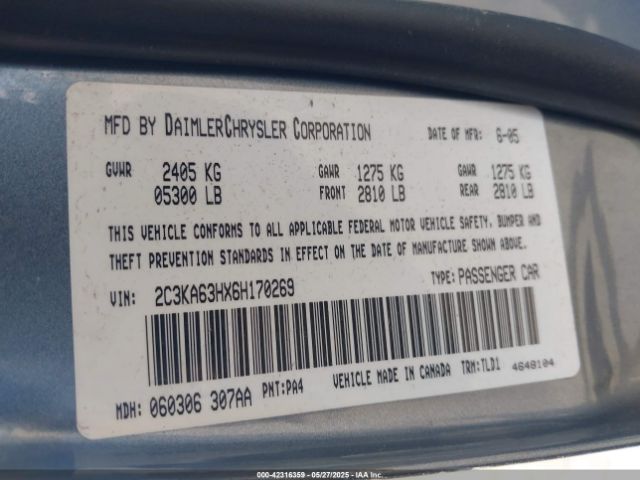 MFD BY DAIMLERCHRYSLER CORPORATION DATE OF MFR: 6-05
GVWR 2405 KG GAWR 1275 KG GAWR 1275 KG
05300 LB FRONT 2810 LB REAR 2810 LB
THIS VEHICLE CONFORMS TO ALL APPLICABLE FEDERAL MOTOR VEHICLE SAFETY, BUMPER AND
THEFT PREVENTION STANDARDS IN EFFECT ON THE DATE OF MANUFACTURE SHOWN ABOVE.
VIN: 2C3KA63HX6H170269 TYPE: PASSENGER CAR
MDH: 060306 307AA PNT:PA4 VEHICLE MADE IN CANADA TRM:TLD1 4648104
000-42316359 - 05/27/2025 - IAAI.com